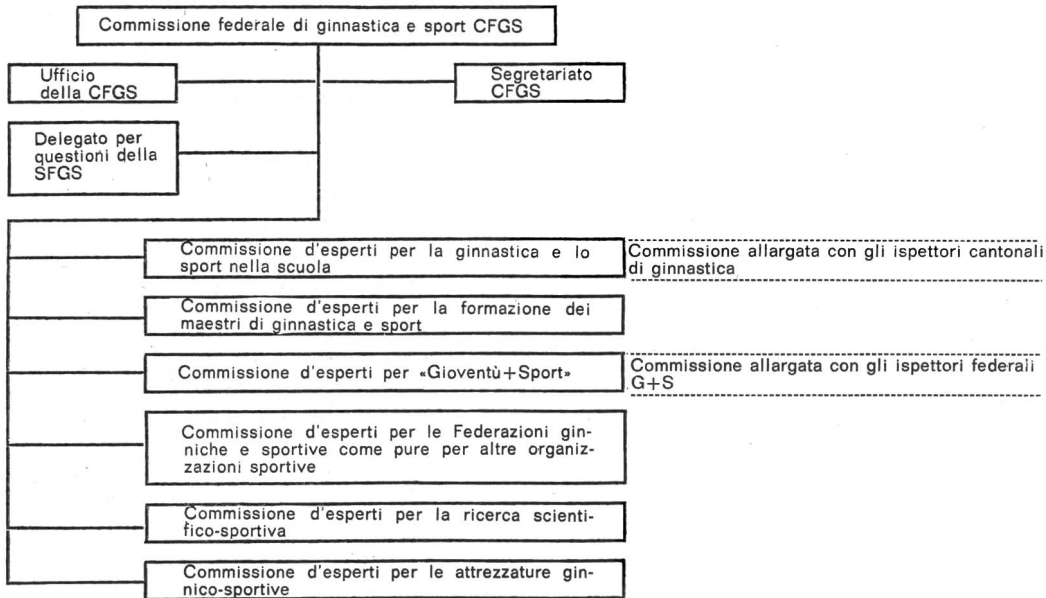 Commissione federale di ginnastica e sport CFGS
Ufficio
della CFGS
Segretariato
CFGS
Delegato per
questioni della
SFGS
Commissione d'esperti per la ginnastica e lo
sport nella scuola
Commissione allargata con gli ispettori cantonali
di ginnastica
Commissione d'esperti per la formazione dei
maestri di ginnastica e sport
Commissione d'esperti per «Gioventù+Sport»
Commissione allargata con gli ispettori federali
G+S
Commissione d'esperti per le Federazioni gin-
niche e sportive come pure per altre organiz-
zazioni sportive
Commissione d'esperti per la ricerca scienti-
fico-sportiva
Commissione d'esperti per le attrezzature gin-
nico-sportive